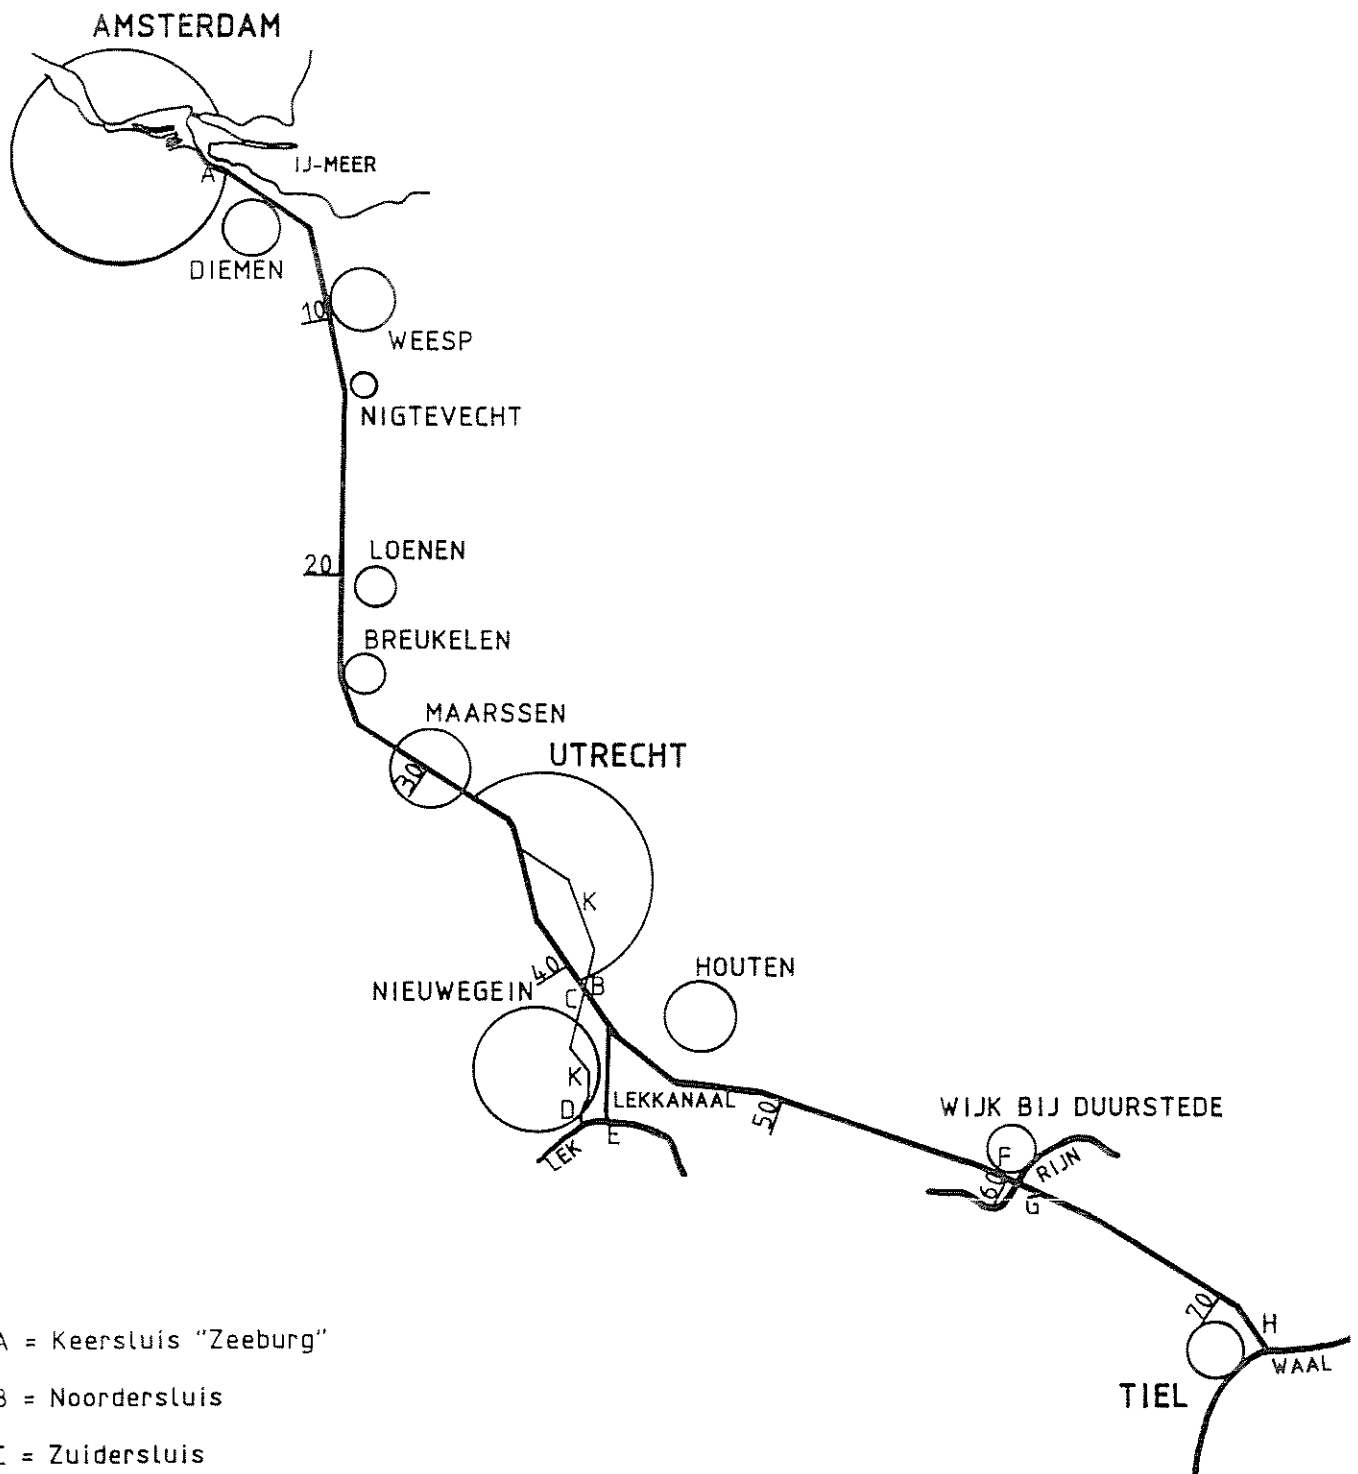 AMSTERDAM
IJ-MEER
A
DIEMEN
10
WEESP
NIGTEVECHT
20
LOENEN
BREUKELEN
MAARSSEN
30
UTRECHT
K
40
HOUTEN
NIEUWEGEIN
B
C
K
D
LEKKANAAL
E
LEK
50
WIJK BIJ DUURSTEDE
F
RIJN
60
G
70
H
WAAL
TIEL
A = Keersluis "Zeeburg"
B = Noordersluis
C = Zuidersluis